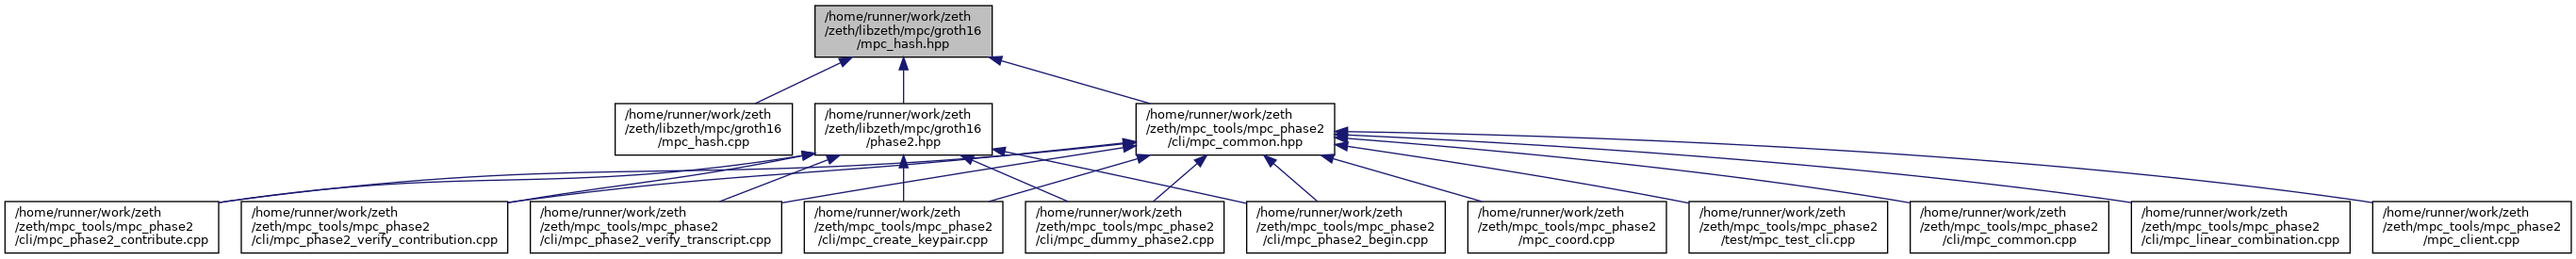 /home/runner/work/zeth
/zeth/libzeth/mpc/groth16
/mpc_hash.hpp
/home/runner/work/zeth
/zeth/libzeth/mpc/groth16
/mpc_hash.cpp
/home/runner/work/zeth
/zeth/libzeth/mpc/groth16
/phase2.hpp
/home/runner/work/zeth
/zeth/mpc_tools/mpc_phase2
/cli/mpc_common.hpp
/home/runner/work/zeth
/zeth/mpc_tools/mpc_phase2
/cli/mpc_phase2_contribute.cpp
/home/runner/work/zeth
/zeth/mpc_tools/mpc_phase2
/cli/mpc_phase2_verify_contribution.cpp
/home/runner/work/zeth
/zeth/mpc_tools/mpc_phase2
/cli/mpc_phase2_verify_transcript.cpp
/home/runner/work/zeth
/zeth/mpc_tools/mpc_phase2
/cli/mpc_create_keypair.cpp
/home/runner/work/zeth
/zeth/mpc_tools/mpc_phase2
/cli/mpc_dummy_phase2.cpp
/home/runner/work/zeth
/zeth/mpc_tools/mpc_phase2
/cli/mpc_phase2_begin.cpp
/home/runner/work/zeth
/zeth/mpc_tools/mpc_phase2
/mpc_coord.cpp
/home/runner/work/zeth
/zeth/mpc_tools/mpc_phase2
/test/mpc_test_cli.cpp
/home/runner/work/zeth
/zeth/mpc_tools/mpc_phase2
/cli/mpc_common.cpp
/home/runner/work/zeth
/zeth/mpc_tools/mpc_phase2
/cli/mpc_linear_combination.cpp
/home/runner/work/zeth
/zeth/mpc_tools/mpc_phase2
/mpc_client.cpp